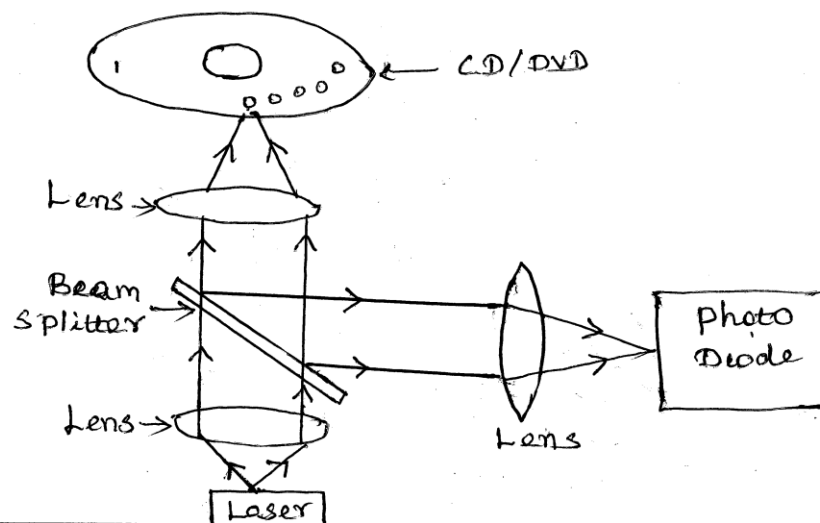 CD/DVD
Lens
Beam
Splitter
Photo
Diode
Lens
Lens
Laser